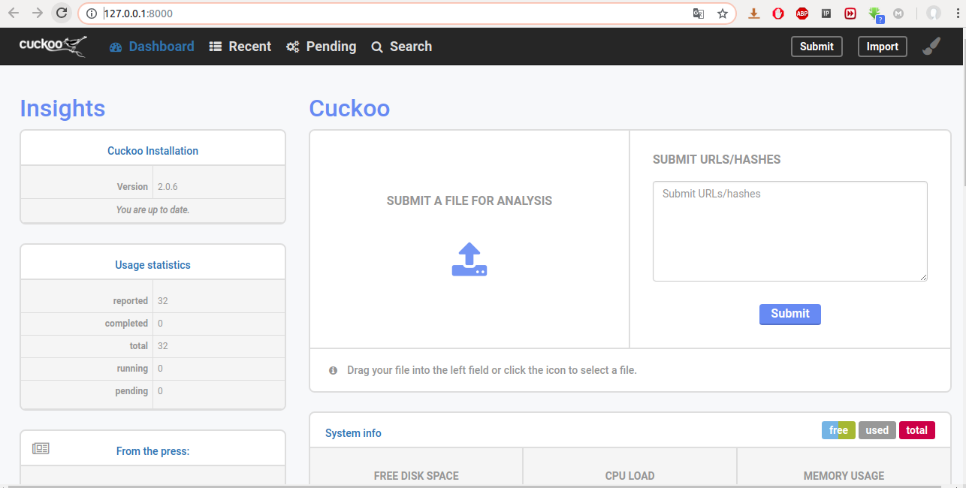 127.0.0.1:8000
cuckoo Dashboard Recent Pending Search Submit Import
Insights
Cuckoo Installation
Version 2.0.6
You are up to date.
Usage statistics
reported 32
completed 0
total 32
running 0
pending 0
From the press:
Cuckoo
SUBMIT A FILE FOR ANALYSIS
SUBMIT URLS/HASHES
Submit URLs/hashes
Submit
Drag your file into the left field or click the icon to select a file.
System info free used total
FREE DISK SPACE CPU LOAD MEMORY USAGE